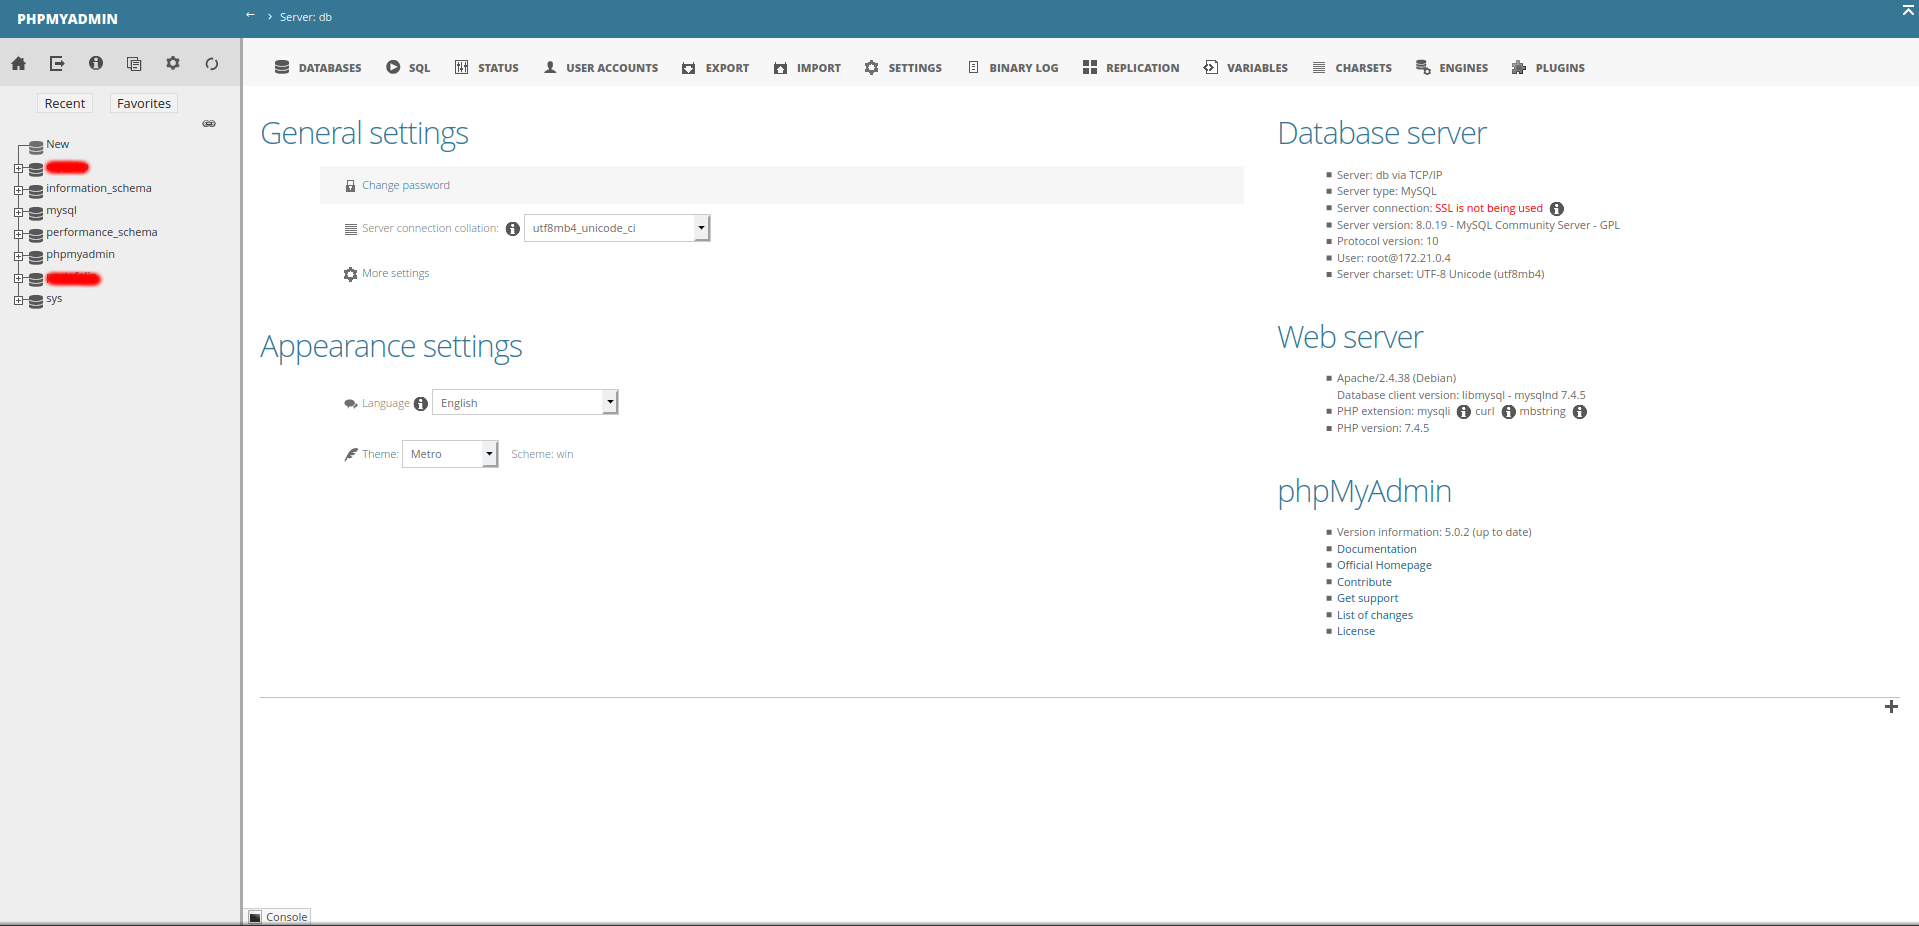 PHPMYADMIN
Server: db
DATABASES SQL STATUS USER ACCOUNTS EXPORT IMPORT SETTINGS BINARY LOG REPLICATION VARIABLES CHARSETS ENGINES PLUGINS
Recent Favorites
New
information_schema
mysql
performance_schema
phpmyadmin
sys
General settings
Change password
Server connection collation: utf8mb4_unicode_ci
More settings
Appearance settings
Language English
Theme: Metro Scheme: win
Database server
Server: db via TCP/IP
Server type: MySQL
Server connection: SSL is not being used
Server version: 8.0.19 - MySQL Community Server - GPL
Protocol version: 10
User: root@172.21.0.4
Server charset: UTF-8 Unicode (utf8mb4)
Web server
Apache/2.4.38 (Debian)
Database client version: libmysql - mysqlnd 7.4.5
PHP extension: mysqli curl mbstring
PHP version: 7.4.5
phpMyAdmin
Version information: 5.0.2 (up to date)
Documentation
Official Homepage
Contribute
Get support
List of changes
License
Console